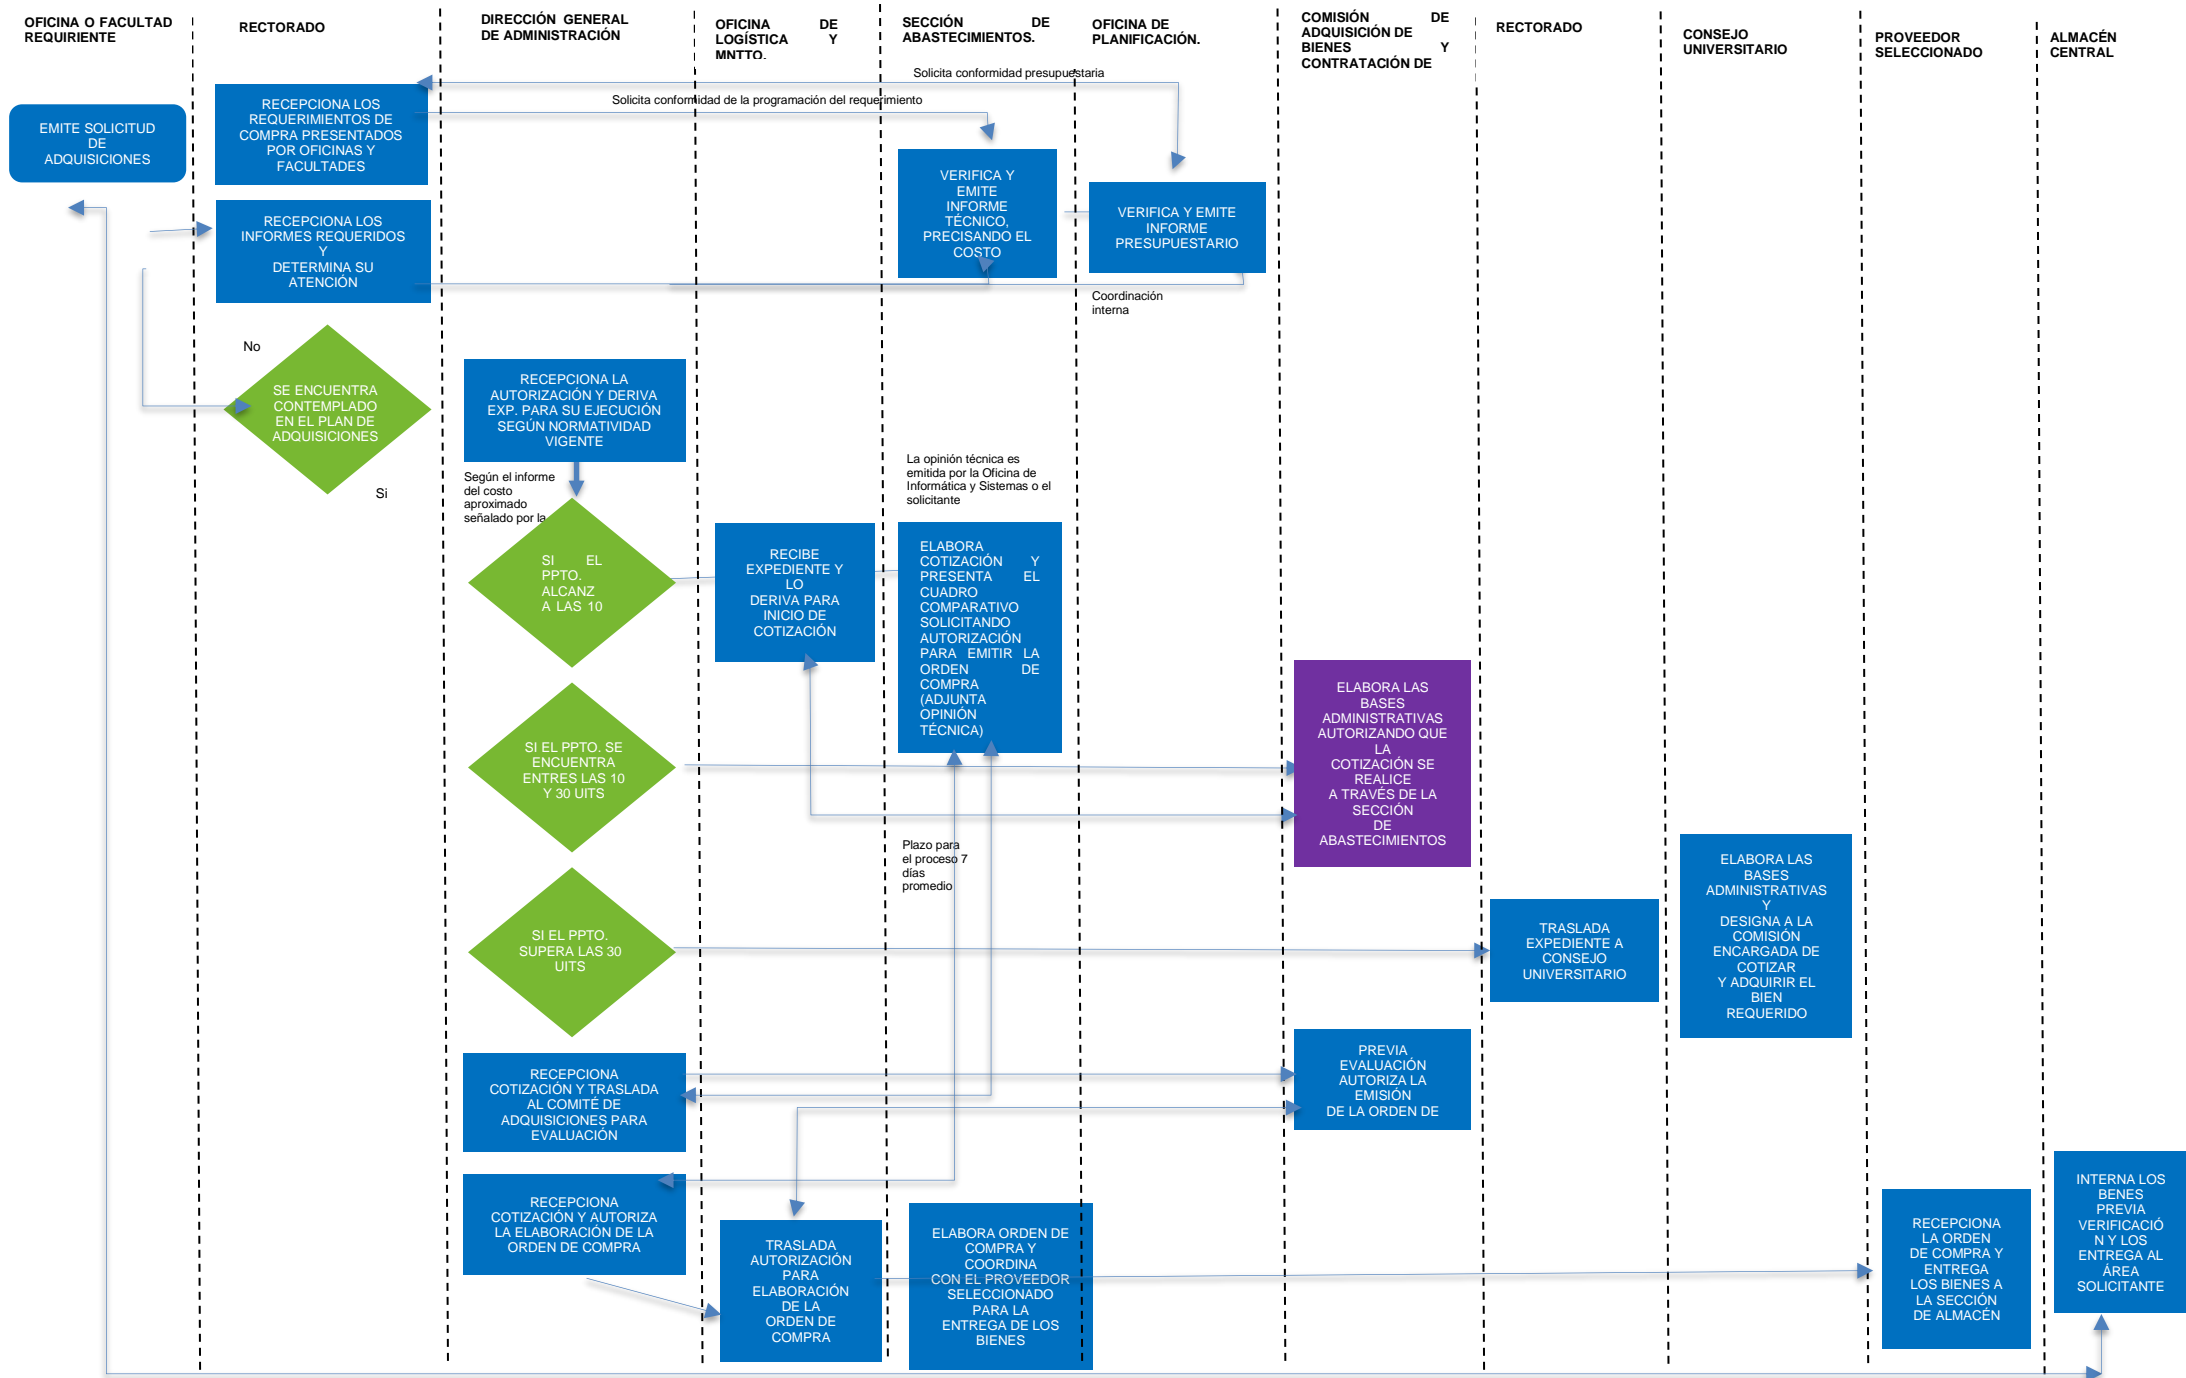 OFICINA O FACULTAD
REQUIRIENTE
RECTORADO
DIRECCIÓN GENERAL
DE ADMINISTRACIÓN
OFICINA DE
LOGÍSTICA Y
MNTTO.
SECCIÓN DE
ABASTECIMIENTOS.
OFICINA DE
PLANIFICACIÓN.
COMISIÓN DE
ADQUISICIÓN DE
BIENES Y
CONTRATACIÓN DE
RECTORADO
CONSEJO
UNIVERSITARIO
PROVEEDOR
SELECCIONADO
ALMACÉN
CENTRAL
Solicita conformidad presupuestaria
Solicita conformidad de la programación del requerimiento
EMITE SOLICITUD
DE
ADQUISICIONES
RECEPCIONA LOS
REQUERIMIENTOS DE
COMPRA PRESENTADOS
POR OFICINAS Y
FACULTADES
VERIFICA Y
EMITE
INFORME
TÉCNICO,
PRECISANDO EL
COSTO
VERIFICA Y EMITE
INFORME
PRESUPUESTARIO
RECEPCIONA LOS
INFORMES REQUERIDOS
Y
DETERMINA SU
ATENCIÓN
Coordinación
interna
No
SE ENCUENTRA
CONTEMPLADO
EN EL PLAN DE
ADQUISICIONES
Si
RECEPCIONA LA
AUTORIZACIÓN Y DERIVA
EXP. PARA SU EJECUCIÓN
SEGÚN NORMATIVIDAD
VIGENTE
Según el informe
del costo
aproximado
señalado por la
La opinión técnica es
emitida por la Oficina de
Informática y Sistemas o el
solicitante
SI EL
PPTO.
ALCANZ
A LAS 10
RECIBE
EXPEDIENTE Y
LO
DERIVA PARA
INICIO DE
COTIZACIÓN
ELABORA
COTIZACIÓN Y
PRESENTA EL
CUADRO
COMPARATIVO
SOLICITANDO
AUTORIZACIÓN
PARA EMITIR LA
ORDEN DE
COMPRA
(ADJUNTA
OPINIÓN
TÉCNICA)
SI EL PPTO. SE
ENCUENTRA
ENTRES LAS 10
Y 30 UITS
ELABORA LAS
BASES
ADMINISTRATIVAS
AUTORIZANDO QUE
LA
COTIZACIÓN SE
REALICE
A TRAVÉS DE LA
SECCIÓN
DE
ABASTECIMIENTOS
Plazo para
el proceso 7
días
promedio
ELABORA LAS
BASES
ADMINISTRATIVAS
Y
DESIGNA A LA
COMISIÓN
ENCARGADA DE
COTIZAR
Y ADQUIRIR EL
BIEN
REQUERIDO
SI EL PPTO.
SUPERA LAS 30
UITS
TRASLADA
EXPEDIENTE A
CONSEJO
UNIVERSITARIO
RECEPCIONA
COTIZACIÓN Y TRASLADA
AL COMITÉ DE
ADQUISICIONES PARA
EVALUACIÓN
PREVIA
EVALUACIÓN
AUTORIZA LA
EMISIÓN
DE LA ORDEN DE
RECEPCIONA
COTIZACIÓN Y AUTORIZA
LA ELABORACIÓN DE LA
ORDEN DE COMPRA
TRASLADA
AUTORIZACIÓN
PARA
ELABORACIÓN
DE LA
ORDEN DE
COMPRA
ELABORA ORDEN DE
COMPRA Y
COORDINA
CON EL PROVEEDOR
SELECCIONADO
PARA LA
ENTREGA DE LOS
BIENES
RECEPCIONA
LA ORDEN
DE COMPRA Y
ENTREGA
LOS BIENES A
LA SECCIÓN
DE ALMACÉN
INTERNA LOS
BENES
PREVIA
VERIFICACIÓ
N Y LOS
ENTREGA AL
ÁREA
SOLICITANTE